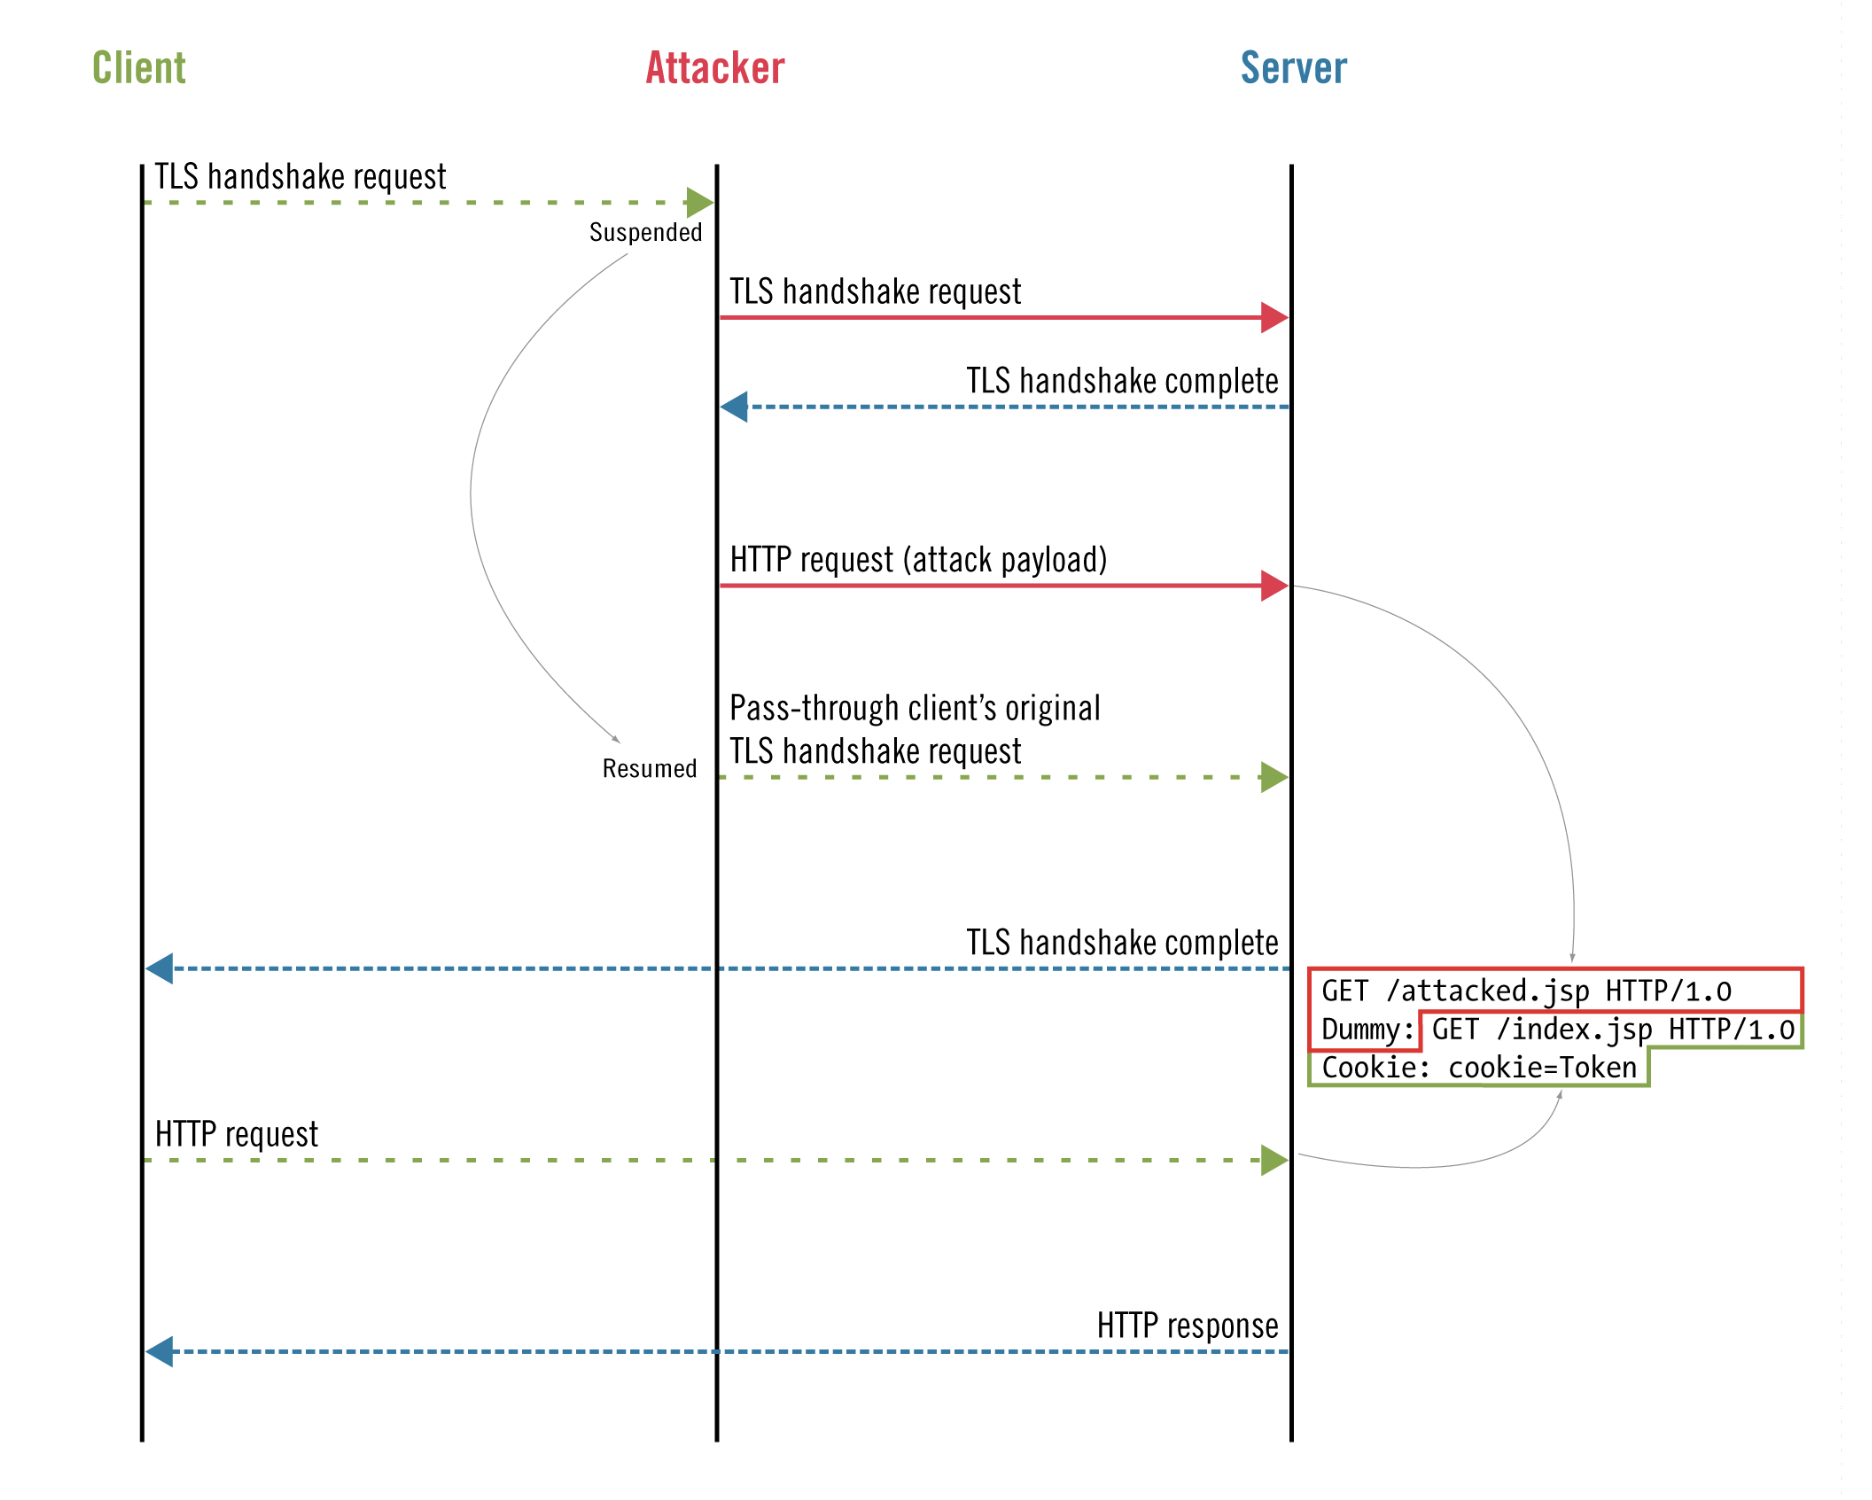 Client
Attacker
Server
TLS handshake request
Suspended
TLS handshake request
TLS handshake complete
HTTP request (attack payload)
Pass-through client’s original
TLS handshake request
Resumed
TLS handshake complete
GET /attacked.jsp HTTP/1.0
Dummy: GET /index.jsp HTTP/1.0
Cookie: cookie=Token
HTTP request
HTTP response